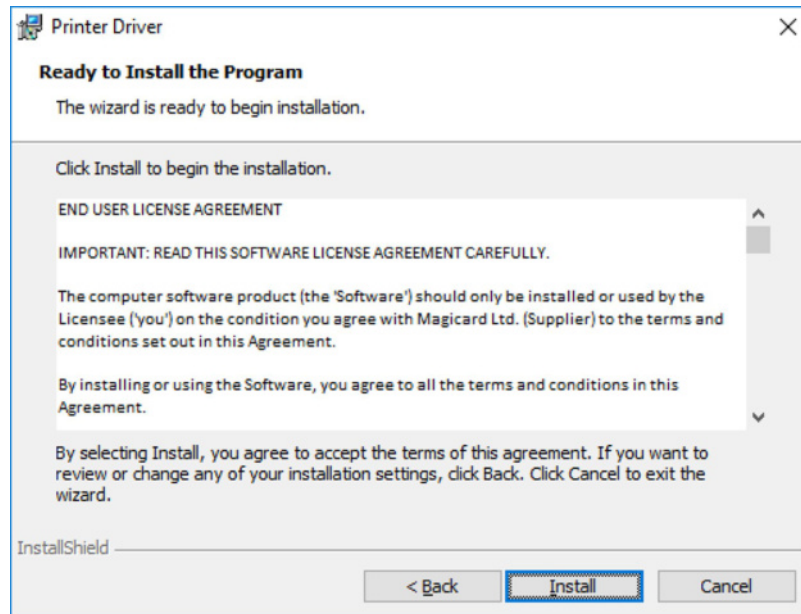 Printer Driver
Ready to Install the Program
The wizard is ready to begin installation.
Click Install to begin the installation.
END USER LICENSE AGREEMENT
IMPORTANT: READ THIS SOFTWARE LICENSE AGREEMENT CAREFULLY.
The computer software product (the 'Software') should only be installed or used by the
Licensee ('you') on the condition you agree with Magicard Ltd. (Supplier) to the terms and
conditions set out in this Agreement.
By installing or using the Software, you agree to all the terms and conditions in this
Agreement.
By selecting Install, you agree to accept the terms of this agreement. If you want to
review or change any of your installation settings, click Back. Click Cancel to exit the
wizard.
InstallShield
< Back Install Cancel